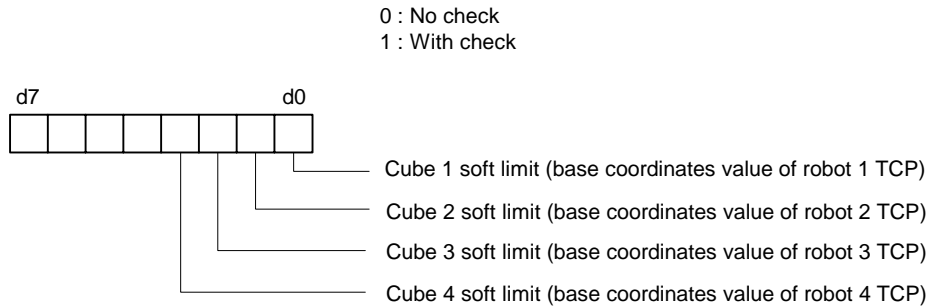 0 : No check
1 : With check
d7
d0
Cube 1 soft limit (base coordinates value of robot 1 TCP)
Cube 2 soft limit (base coordinates value of robot 2 TCP)
Cube 3 soft limit (base coordinates value of robot 3 TCP)
Cube 4 soft limit (base coordinates value of robot 4 TCP)